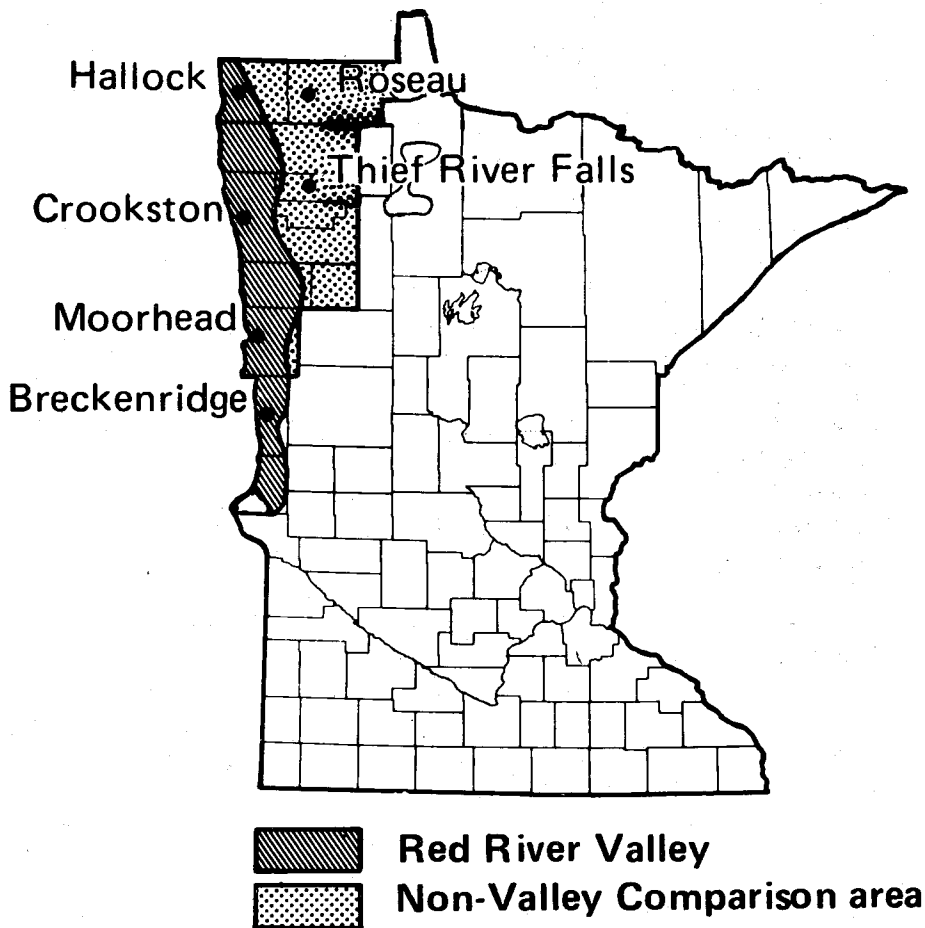 Hallock
Roseau
Thief River Falls
Crookston
Moorhead
Breckenridge
Red River Valley
Non-Valley Comparison area